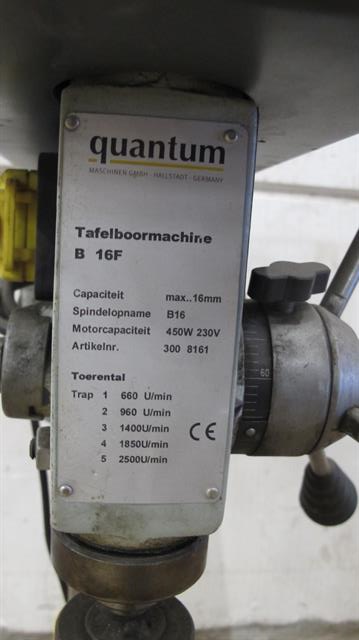 quantum
MASCHINEN GMBH - HALLSTADT - GERMANY
Tafelboormachine
B 16F
Capaciteit max..16mm
Spindelopname B16
Motorcapaciteit 450W 230V
Artikelnr. 300 8161
Toerental
Trap 1 660 U/min
2 960 U/min
3 1400U/min
4 1850U/min
5 2500U/min
CE
60